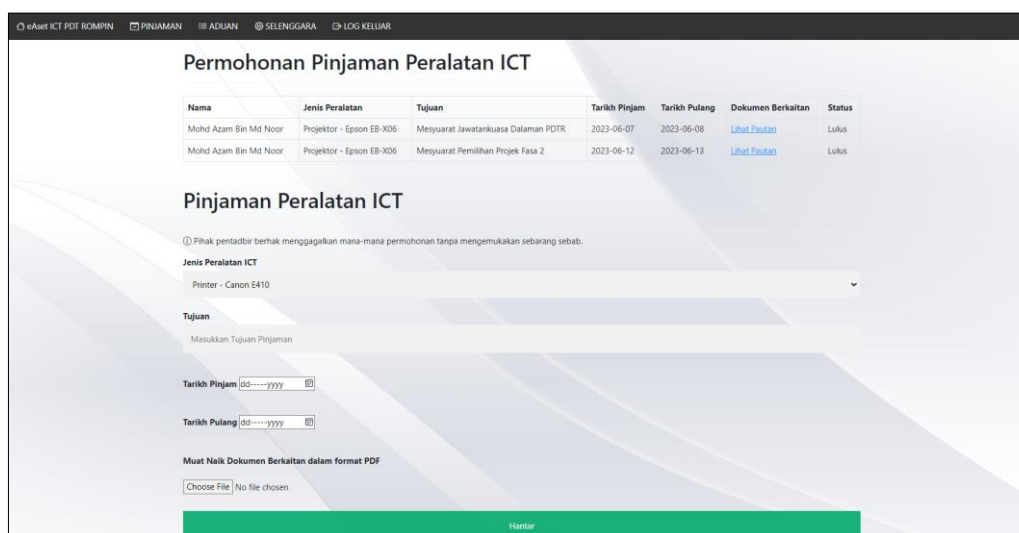 eAset ICT PDT ROMPIN PINJAMAN ADUAN SELENGGARA LOG KELUAR
Permohonan Pinjaman Peralatan ICT
Nama Jenis Peralatan Tujuan Tarikh Pinjam Tarikh Pulang Dokumen Berkaitan Status
Mohd Azam Bin Md Noor Projektor - Epson EB-X06 Mesyuarat Jawatankuasa Dalaman PDTR 2023-06-07 2023-06-08 Lihat Pautan Lulus
Mohd Azam Bin Md Noor Projektor - Epson EB-X06 Mesyuarat Pemilihan Projek Fasa 2 2023-06-12 2023-06-13 Lihat Pautan Lulus
Pinjaman Peralatan ICT
Pihak pentadbir berhak menggagalkan mana-mana permohonan tanpa mengemukakan sebarang sebab.
Jenis Peralatan ICT
Printer - Canon E410
Tujuan
Masukkan Tujuan Pinjaman
Tarikh Pinjam dd-----yyyy
Tarikh Pulang dd-----yyyy
Muat Naik Dokumen Berkaitan dalam format PDF
Choose File No file chosen
Hantar